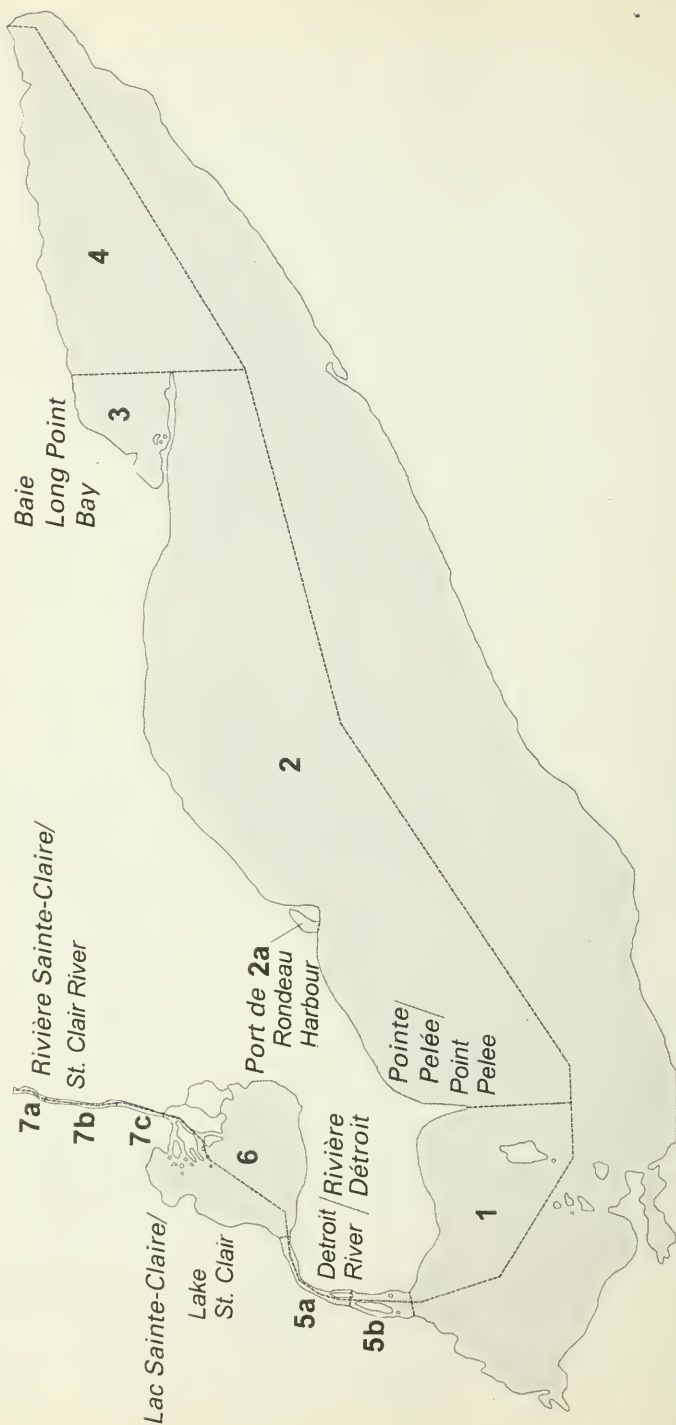 Baie
Long Point
Bay
4
3
2
Rivière Sainte-Claire/
St. Clair River
7a
7b
7c
Port de 2a
Rondeau
Harbour
Pointe/
Pelée/
Point
Pelee
Lac Sainte-Claire/
Lake
St. Clair
6
Detroit/Rivière
River/Détroit
5a
5b
1